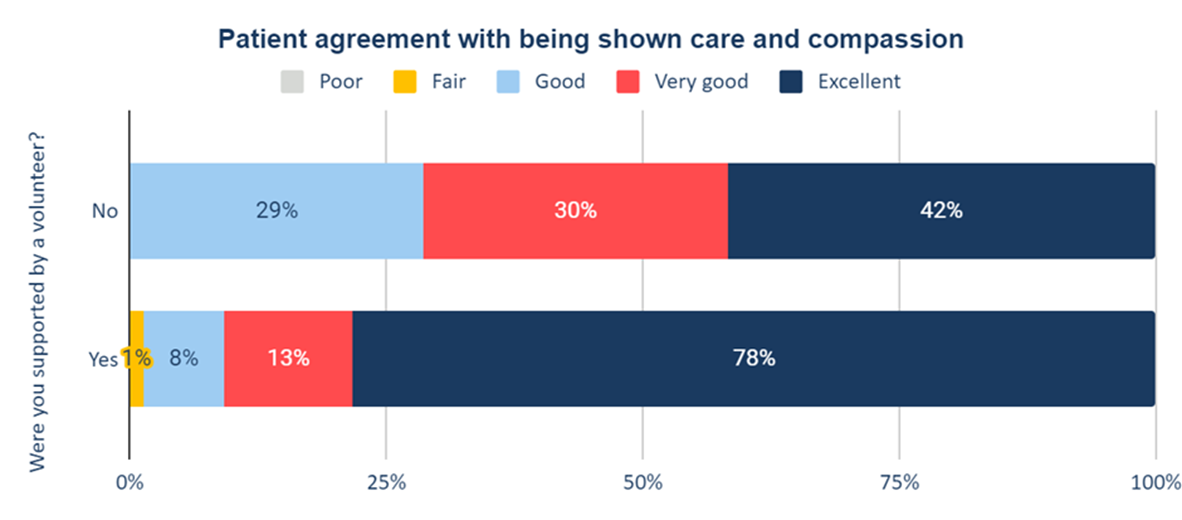 Patient agreement with being shown care and compassion
Poor Fair Good Very good Excellent
Were you supported by a volunteer?
No 29% 30% 42%
Yes 1% 8% 13% 78%
0% 25% 50% 75% 100%